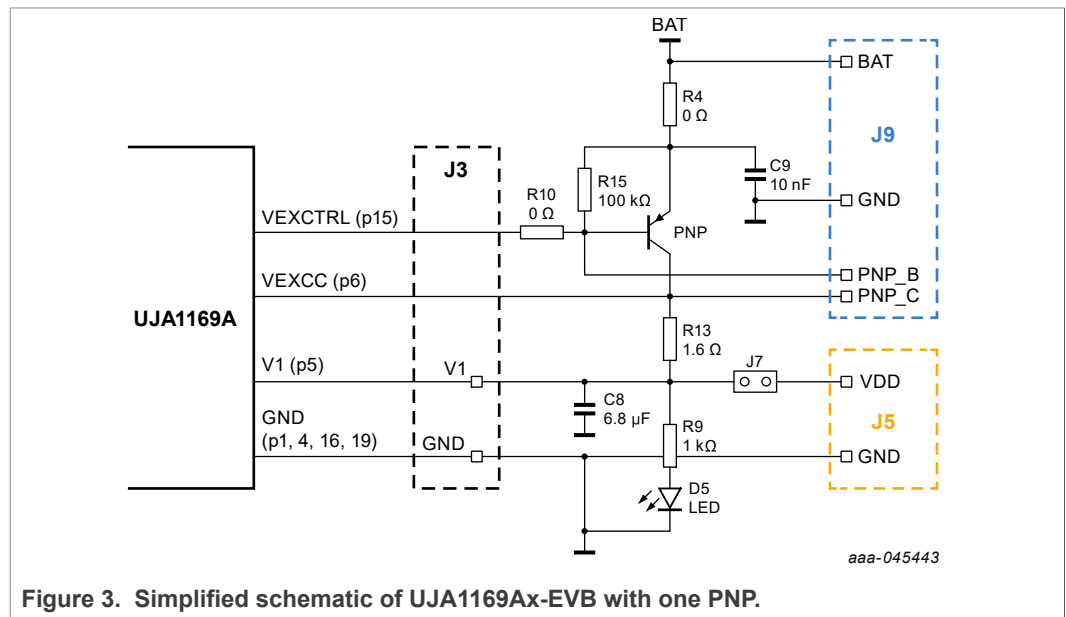 BAT
BAT
R4
0 Ω
J9
J3
C9
10 nF
R15
100 kΩ
R10
0 Ω
GND
VEXCTRL (p15)
PNP
PNP_B
VEXCC (p6)
PNP_C
UJA1169A
R13
1.6 Ω
J7
V1 (p5)
V1
VDD
C8
6.8 µF
J5
GND
(p1, 4, 16, 19)
GND
R9
1 kΩ
GND
D5
LED
aaa-045443
Figure 3. Simplified schematic of UJA1169Ax-EVB with one PNP.